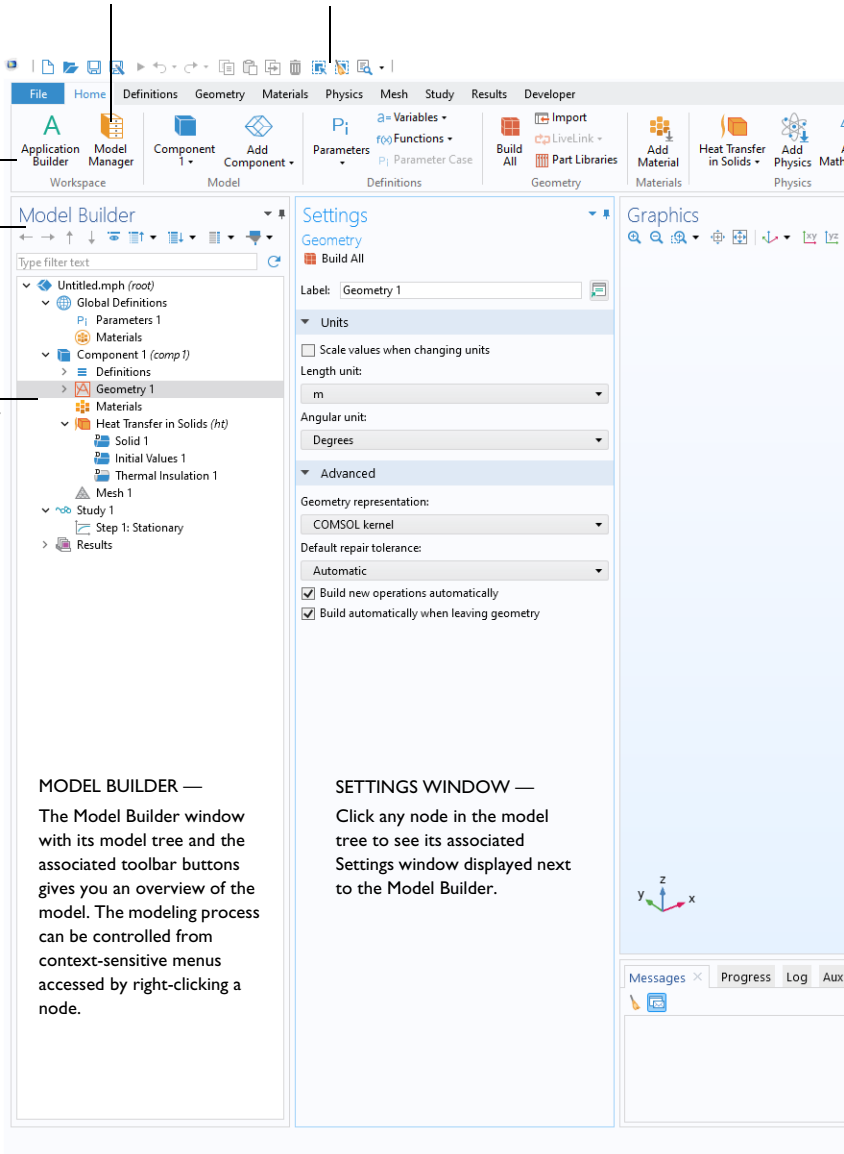 File Home Definitions Geometry Materials Physics Mesh Study Results Developer
Application Builder
Model Manager
Workspace
Component 1
Add Component
Model
Pi
Parameters
a= Variables
f(x) Functions
Pi Parameter Case
Definitions
Build All
Import
LiveLink
Part Libraries
Geometry
Add Material
Materials
Heat Transfer in Solids
Add Physics
Physics
Model Builder
Type filter text
Untitled.mph (root)
Global Definitions
Pi Parameters 1
Materials
Component 1 (comp1)
Definitions
Geometry 1
Materials
Heat Transfer in Solids (ht)
D Solid 1
D Initial Values 1
D Thermal Insulation 1
Mesh 1
Study 1
Step 1: Stationary
Results
MODEL BUILDER —
The Model Builder window
with its model tree and the
associated toolbar buttons
gives you an overview of the
model. The modeling process
can be controlled from
context-sensitive menus
accessed by right-clicking a
node.
Settings
Geometry
Build All
Label: Geometry 1
Units
Scale values when changing units
Length unit:
m
Angular unit:
Degrees
Advanced
Geometry representation:
COMSOL kernel
Default repair tolerance:
Automatic
Build new operations automatically
Build automatically when leaving geometry
SETTINGS WINDOW —
Click any node in the model
tree to see its associated
Settings window displayed next
to the Model Builder.
Graphics
xy yz
z
y x
Messages Progress Log Aux